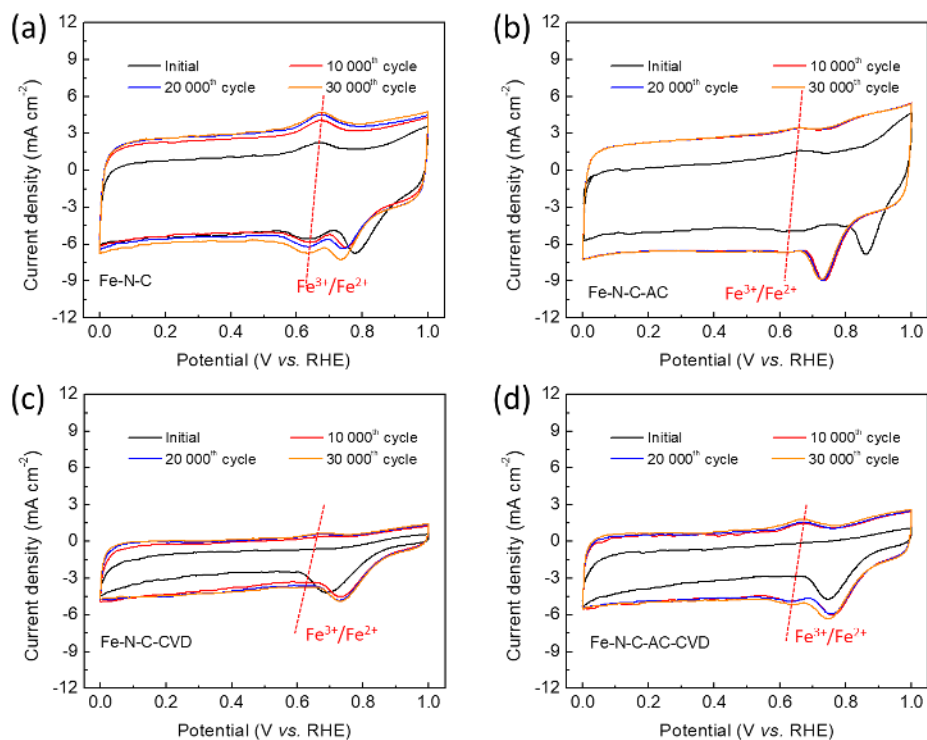 (a)
12
9
6
3
0
-3
-6
-9
-12
Current density (mA cm⁻²)
Initial
10 000th cycle
20 000th cycle
30 000th cycle
Fe³⁺/Fe²⁺
Fe-N-C
0.0 0.2 0.4 0.6 0.8 1.0
Potential (V vs. RHE)
(b)
12
9
6
3
0
-3
-6
-9
-12
Current density (mA cm⁻²)
Initial
10 000th cycle
20 000th cycle
30 000th cycle
Fe-N-C-AC
Fe³⁺/Fe²⁺
0.0 0.2 0.4 0.6 0.8 1.0
Potential (V vs. RHE)
(c)
12
9
6
3
0
-3
-6
-9
-12
Current density (mA cm⁻²)
Initial
10 000th cycle
20 000th cycle
30 000th cycle
Fe³⁺/Fe²⁺
Fe-N-C-CVD
0.0 0.2 0.4 0.6 0.8 1.0
Potential (V vs. RHE)
(d)
12
9
6
3
0
-3
-6
-9
-12
Current density (mA cm⁻²)
Initial
10 000th cycle
20 000th cycle
30 000th cycle
Fe³⁺/Fe²⁺
Fe-N-C-AC-CVD
0.0 0.2 0.4 0.6 0.8 1.0
Potential (V vs. RHE)